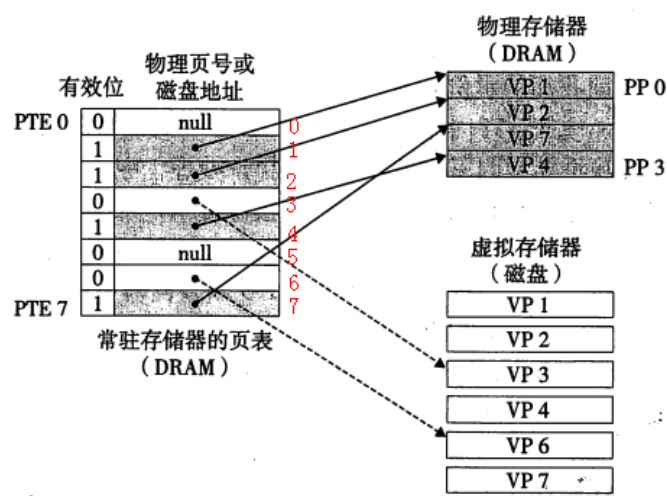 物理页号或
磁盘地址
有效位
PTE 0
0
null
0
1
1
1
2
0
3
1
4
0
null
5
0
6
PTE 7
1
7
常驻存储器的页表
(DRAM)
物理存储器
(DRAM)
VP 1
PP 0
VP 2
VP 7
VP 4
PP 3
虚拟存储器
(磁盘)
VP 1
VP 2
VP 3
VP 4
VP 6
VP 7